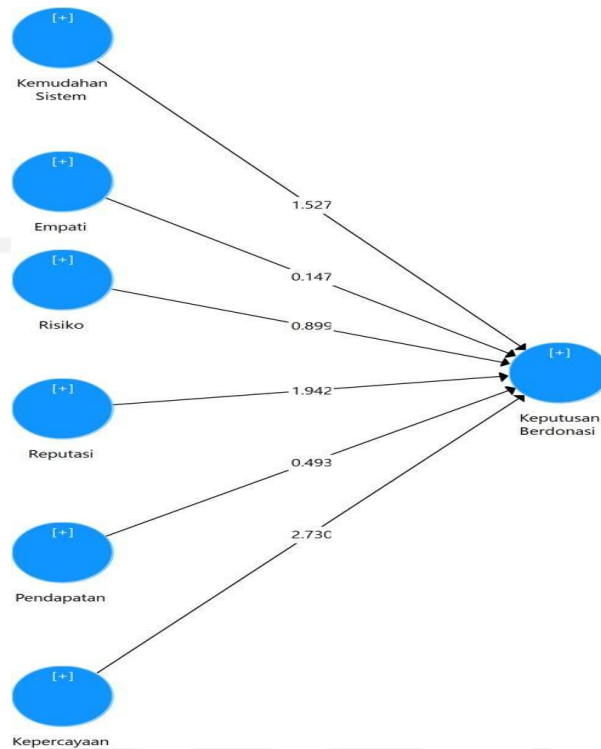 [+]
Kemudahan
Sistem
[+]
Empati
[+]
Risiko
[+]
Reputasi
[+]
Pendapatan
[+]
Kepercayaan
1.527
0.147
0.899
1.942
0.493
2.730
[+]
Keputusan
Berdonasi